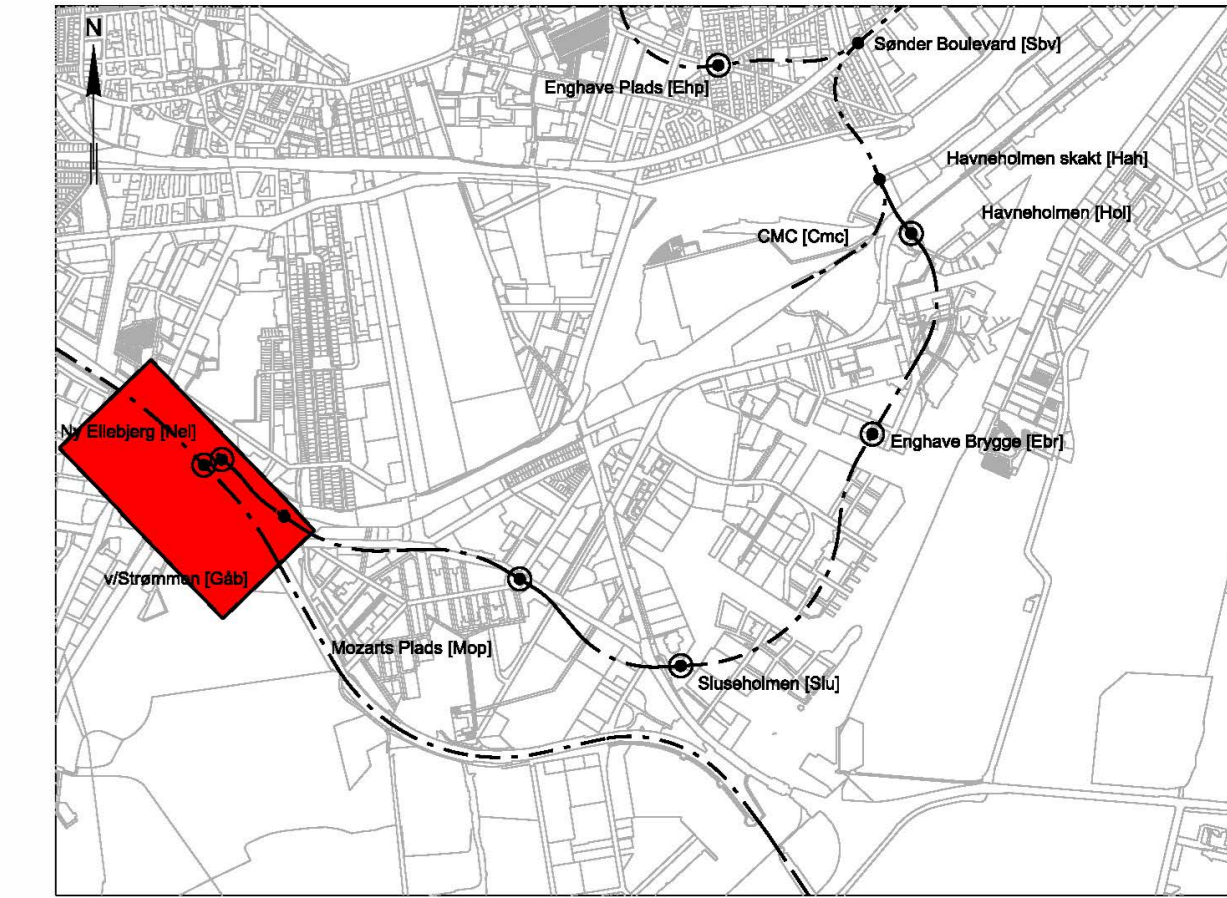 N
Sønder Boulevard [Sbv]
Enghave Plads [Ehp]
Havneholmen skakt [Hah]
Havneholmen [Hol]
CMC [Cmc]
Ny Ellebjerg [Nel]
Enghave Brygge [Ebr]
v/Strømmen [Gåb]
Mozarts Plads [Mop]
Sluseholmen [Slu]